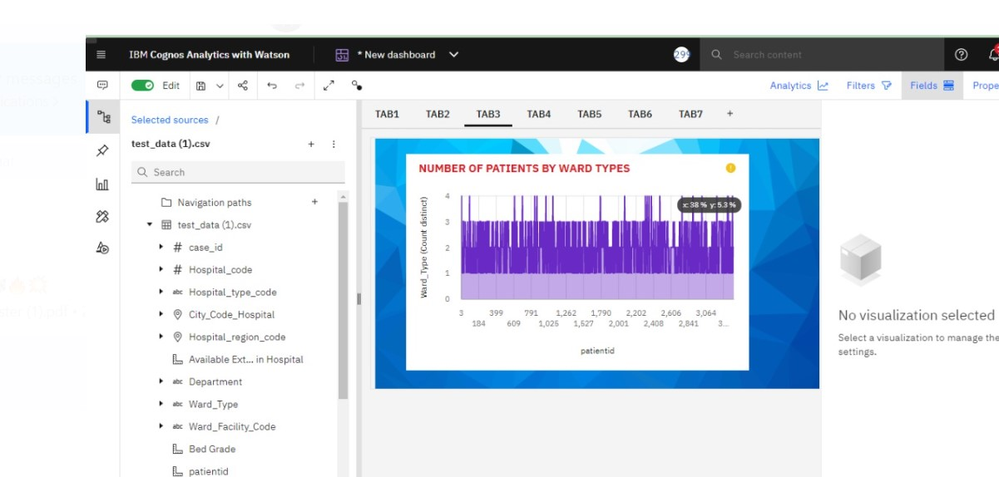 IBM Cognos Analytics with Watson
* New dashboard
299
Search content
Edit
Analytics
Filters
Fields
Prope
Selected sources /
test_data (1).csv
Search
Navigation paths
test_data (1).csv
# case_id
# Hospital_code
abc Hospital_type_code
City_Code_Hospital
Hospital_region_code
Available Ext... in Hospital
abc Department
abc Ward_Type
abc Ward_Facility_Code
Bed Grade
patientid
TAB1 TAB2 TAB3 TAB4 TAB5 TAB6 TAB7 +
NUMBER OF PATIENTS BY WARD TYPES
Ward_Type (Count distinct)
4
3
2
1
0
x: 38 % y: 5.3 %
3 399 791 1,262 1,790 2,202 2,606 3,064
184 609 1,025 1,527 2,001 2,408 2,841 3...
patientid
No visualization selected
Select a visualization to manage the
settings.